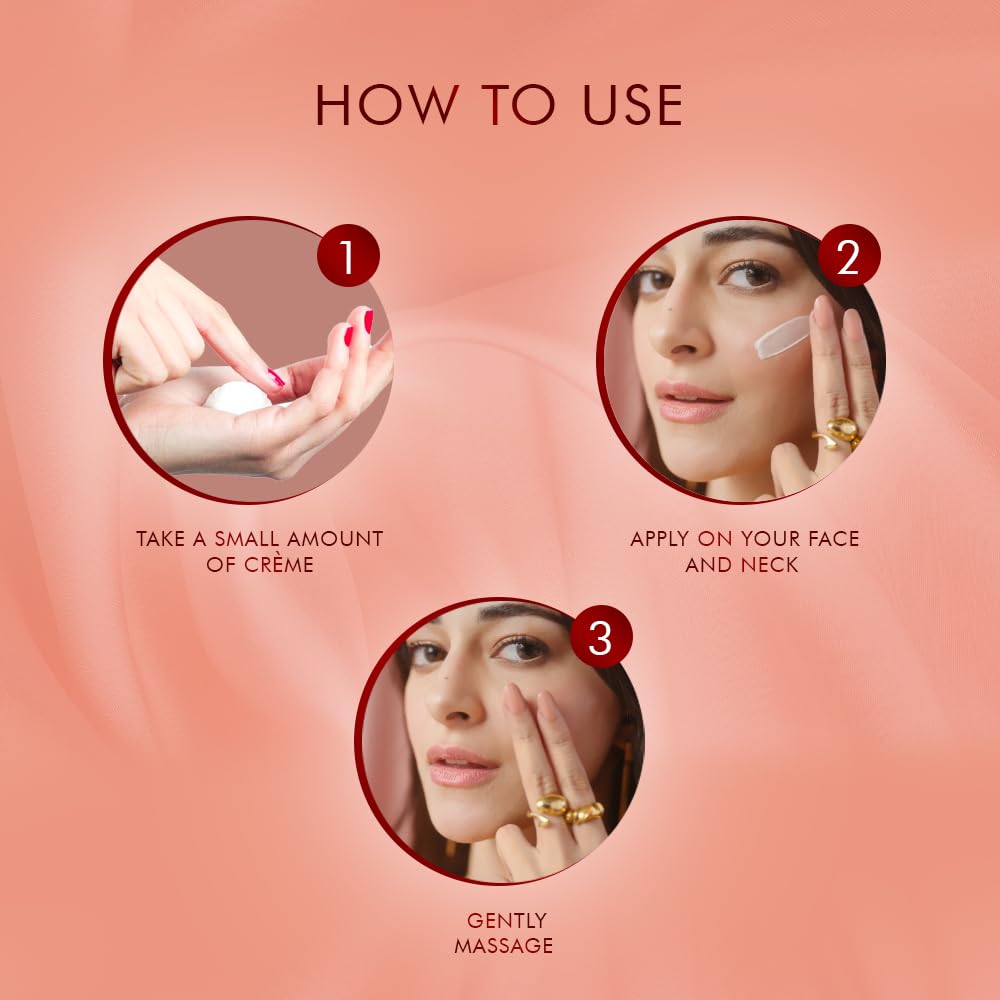 HOW TO USE
1
TAKE A SMALL AMOUNT
OF CRÈME
2
APPLY ON YOUR FACE
AND NECK
3
GENTLY
MASSAGE